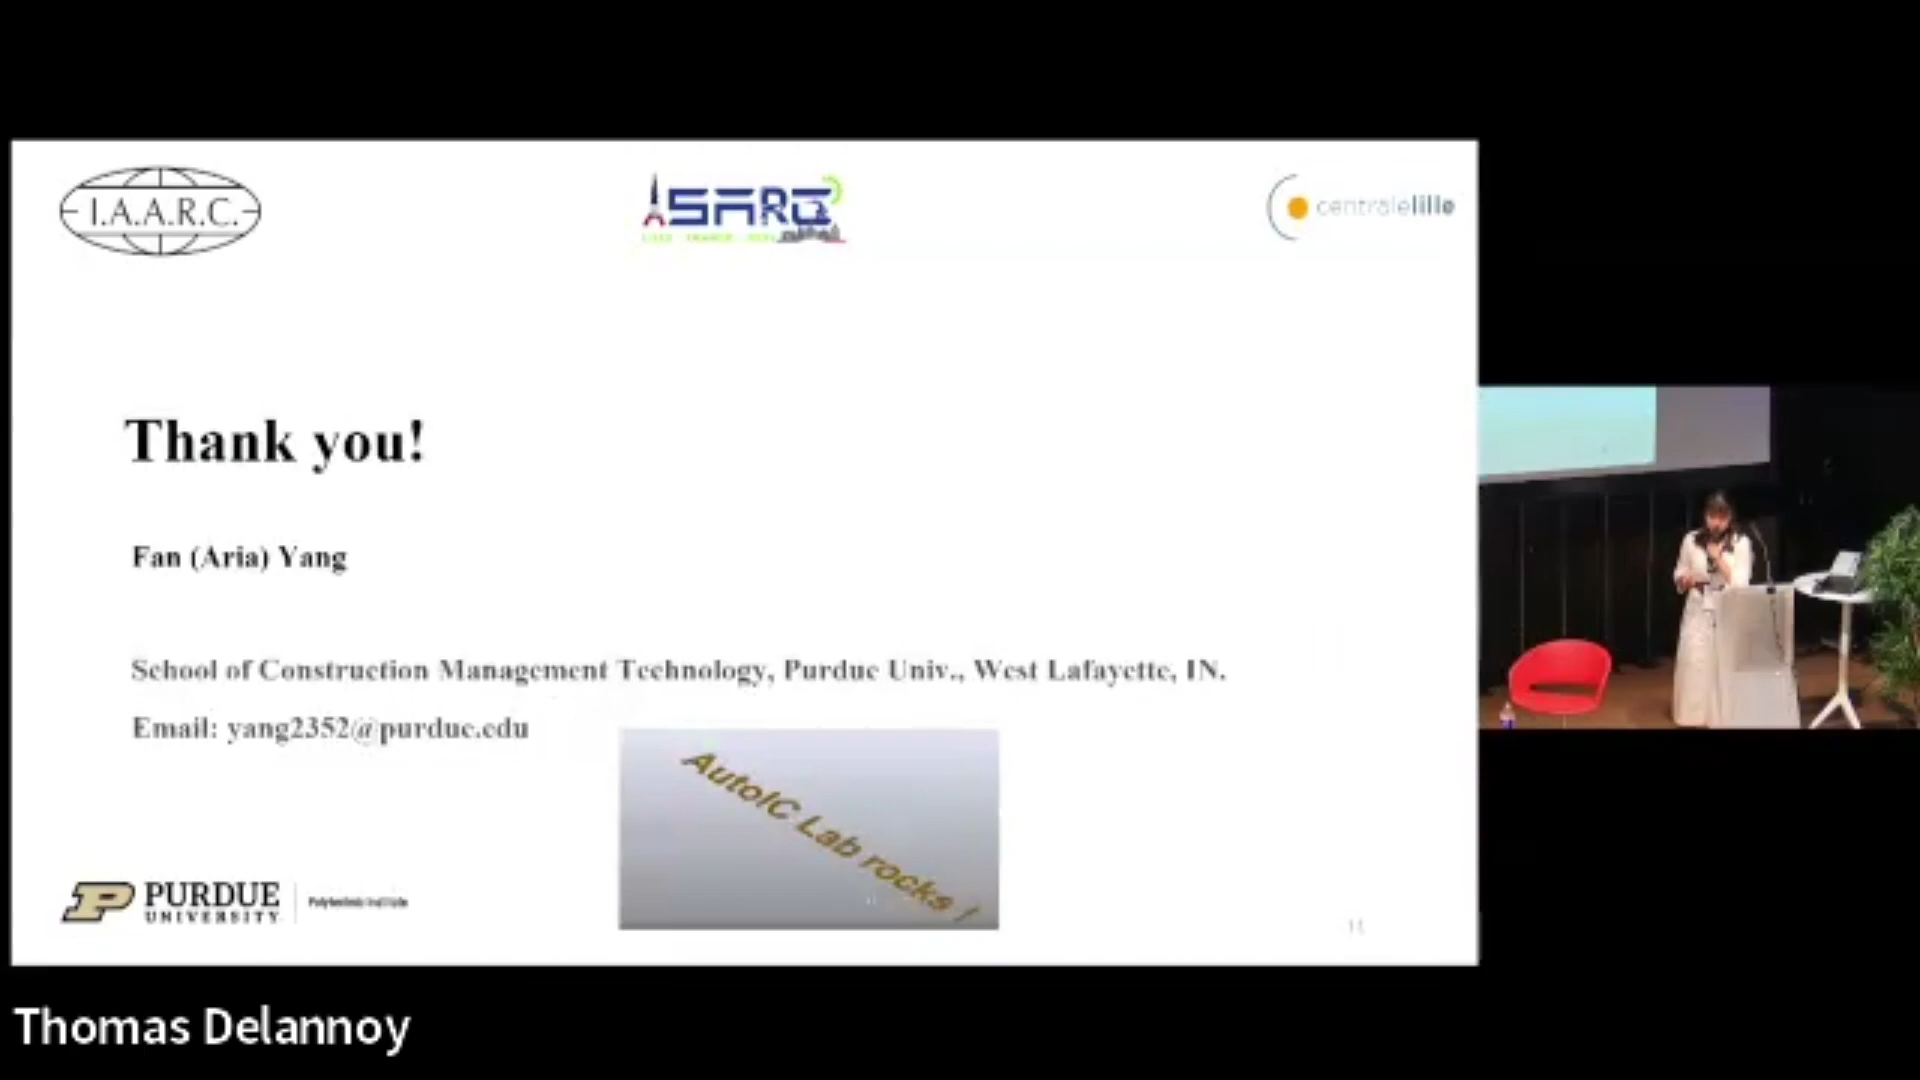 I.A.A.R.C.
ISARC
centralelille
Thank you!
Fan (Aria) Yang
School of Construction Management Technology, Purdue Univ., West Lafayette, IN.
Email: yang2352@purdue.edu
AutoIC Lab rocks !
PURDUE
UNIVERSITY
Polytechnic Institute
Thomas Delannoy